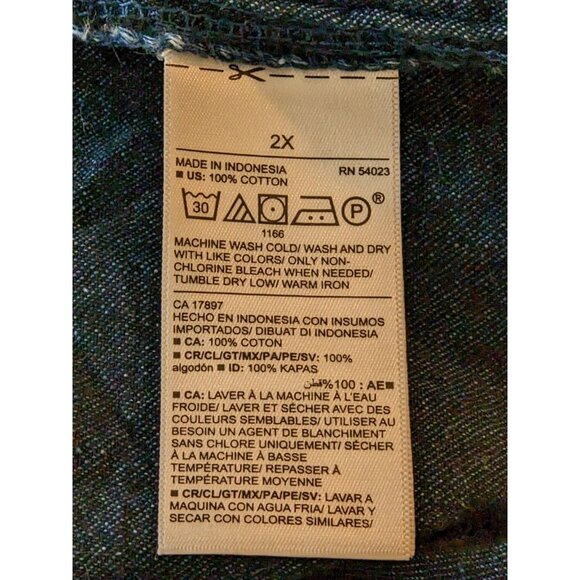 2X
MADE IN INDONESIA RN 54023
■ US: 100% COTTON
30 P ®
1166
MACHINE WASH COLD/ WASH AND DRY
WITH LIKE COLORS/ ONLY NON-
CHLORINE BLEACH WHEN NEEDED/
TUMBLE DRY LOW/ WARM IRON
CA 17897
HECHO EN INDONESIA CON INSUMOS
IMPORTADOS/ DIBUAT DI INDONESIA
■ CA: 100% COTON
■ CR/CL/GT/MX/PA/PE/SV: 100%
algodón ■ ID: 100% KAPAS
■ AE : 100% قطن
■ CA: LAVER À LA MACHINE À L'EAU
FROIDE/ LAVER ET SÉCHER AVEC DES
COULEURS SEMBLABLES/ UTILISER AU
BESOIN UN AGENT DE BLANCHIMENT
SANS CHLORE UNIQUEMENT/ SÉCHER
À LA MACHINE À BASSE
TEMPÉRATURE/ REPASSER À
TEMPÉRATURE MOYENNE
■ CR/CL/GT/MX/PA/PE/SV: LAVAR A
MAQUINA CON AGUA FRIA/ LAVAR Y
SECAR CON COLORES SIMILARES/